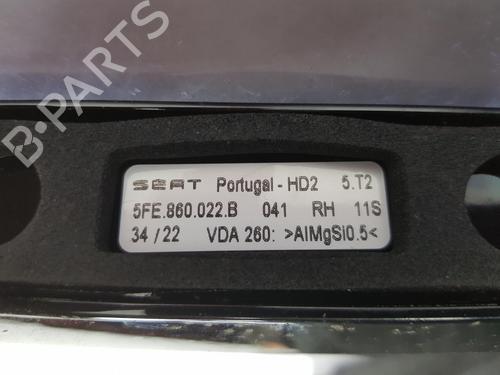 B-PARTS
SEAT Portugal - HD2 5.T2
5FE.860.022.B 041 RH 11S
34 / 22 VDA 260: >AlMgSi0.5<